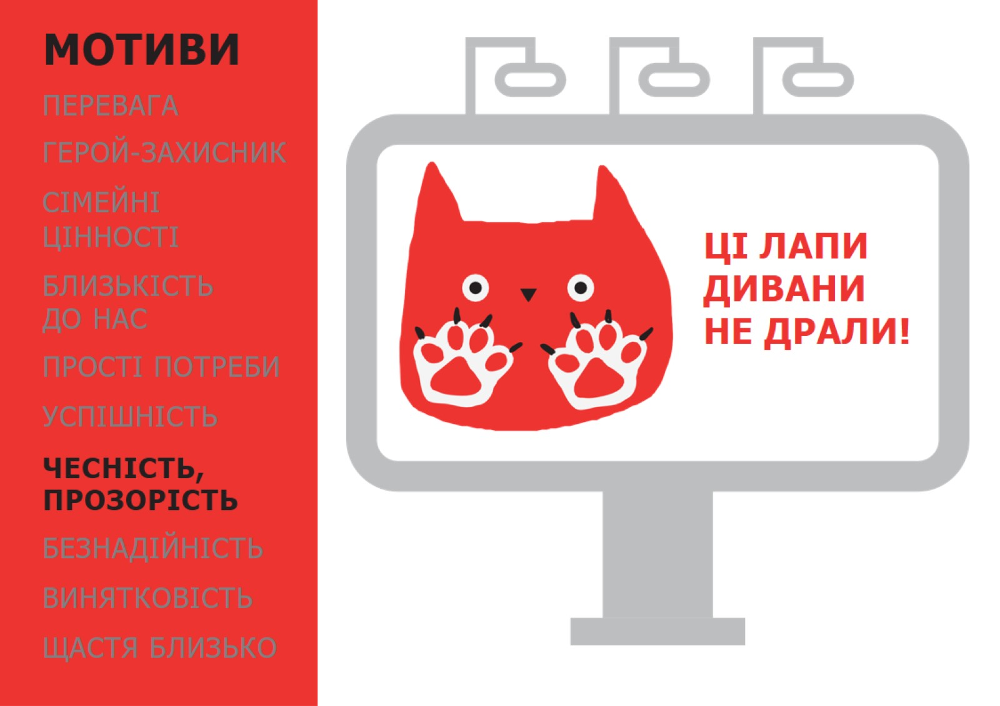 МОТИВИ
ПЕРЕВАГА
ГЕРОЙ-ЗАХИСНИК
СІМЕЙНІ
ЦІННОСТІ
БЛИЗЬКІСТЬ
ДО НАС
ПРОСТІ ПОТРЕБИ
УСПІШНІСТЬ
ЧЕСНІСТЬ,
ПРОЗОРІСТЬ
БЕЗНАДІЙНІСТЬ
ВИНЯТКОВІСТЬ
ЩАСТЯ БЛИЗЬКО
ЦІ ЛАПИ
ДИВАНИ
НЕ ДРАЛИ!